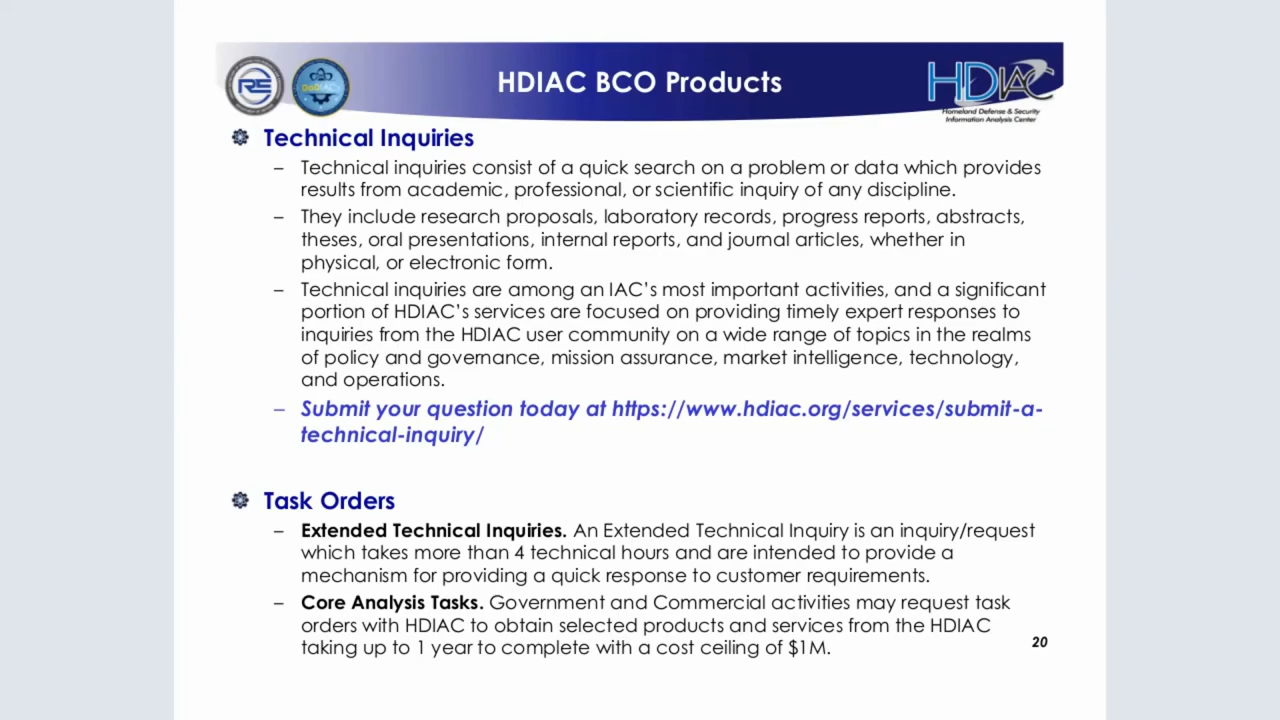 HDIAC BCO Products
RE
DoDIACs
HDIAC
Homeland Defense & Security
Information Analysis Center
Technical Inquiries
– Technical inquiries consist of a quick search on a problem or data which provides
results from academic, professional, or scientific inquiry of any discipline.
– They include research proposals, laboratory records, progress reports, abstracts,
theses, oral presentations, internal reports, and journal articles, whether in
physical, or electronic form.
– Technical inquiries are among an IAC's most important activities, and a significant
portion of HDIAC's services are focused on providing timely expert responses to
inquiries from the HDIAC user community on a wide range of topics in the realms
of policy and governance, mission assurance, market intelligence, technology,
and operations.
– Submit your question today at https://www.hdiac.org/services/submit-a-
technical-inquiry/
Task Orders
– Extended Technical Inquiries. An Extended Technical Inquiry is an inquiry/request
which takes more than 4 technical hours and are intended to provide a
mechanism for providing a quick response to customer requirements.
– Core Analysis Tasks. Government and Commercial activities may request task
orders with HDIAC to obtain selected products and services from the HDIAC
taking up to 1 year to complete with a cost ceiling of $1M.
20